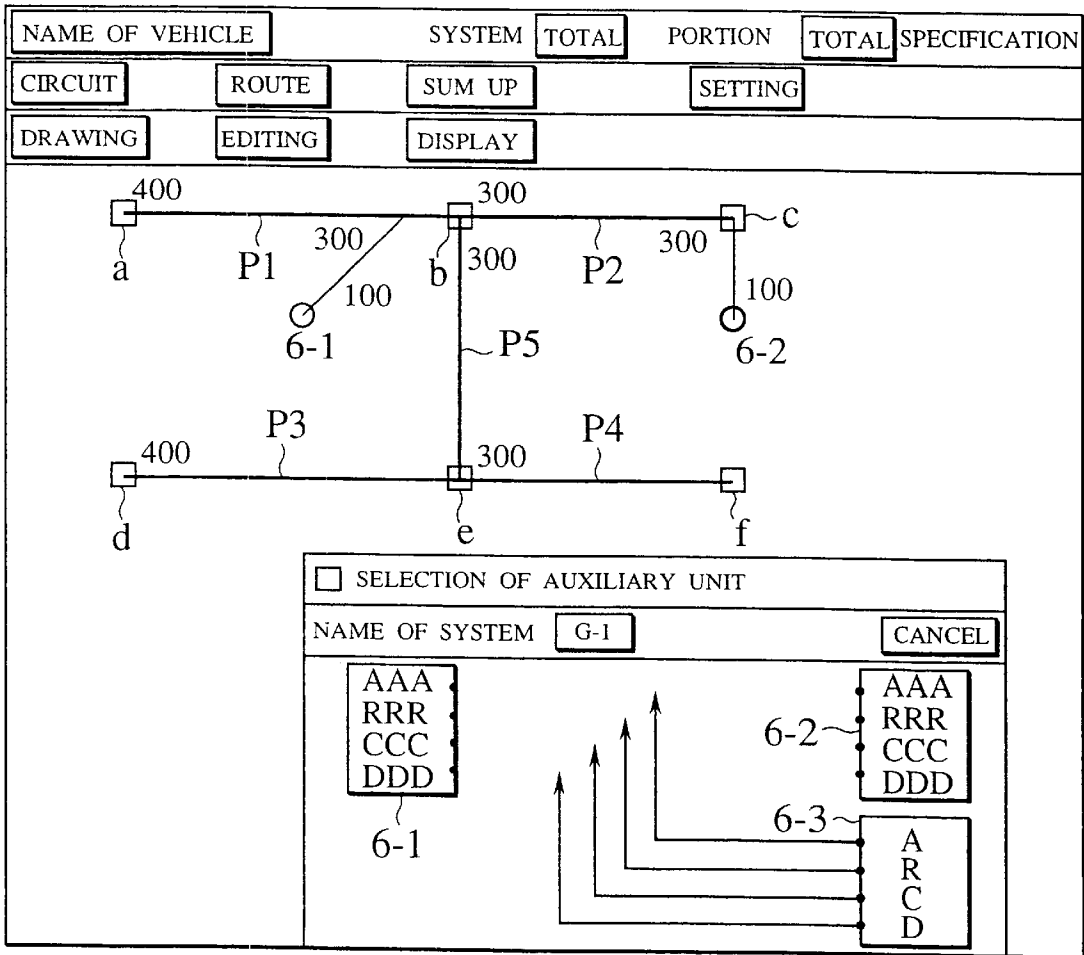 NAME OF VEHICLE SYSTEM TOTAL PORTION TOTAL SPECIFICATION
CIRCUIT ROUTE SUM UP SETTING
DRAWING EDITING DISPLAY
400 300
a P1 300 b 300 P2 300 c
100 100
6-1 P5 6-2
P3 P4
400 300
d e f
SELECTION OF AUXILIARY UNIT
NAME OF SYSTEM G-1 CANCEL
AAA
RRR
CCC
DDD
6-1
6-2
AAA
RRR
CCC
DDD
6-3
A
R
C
D